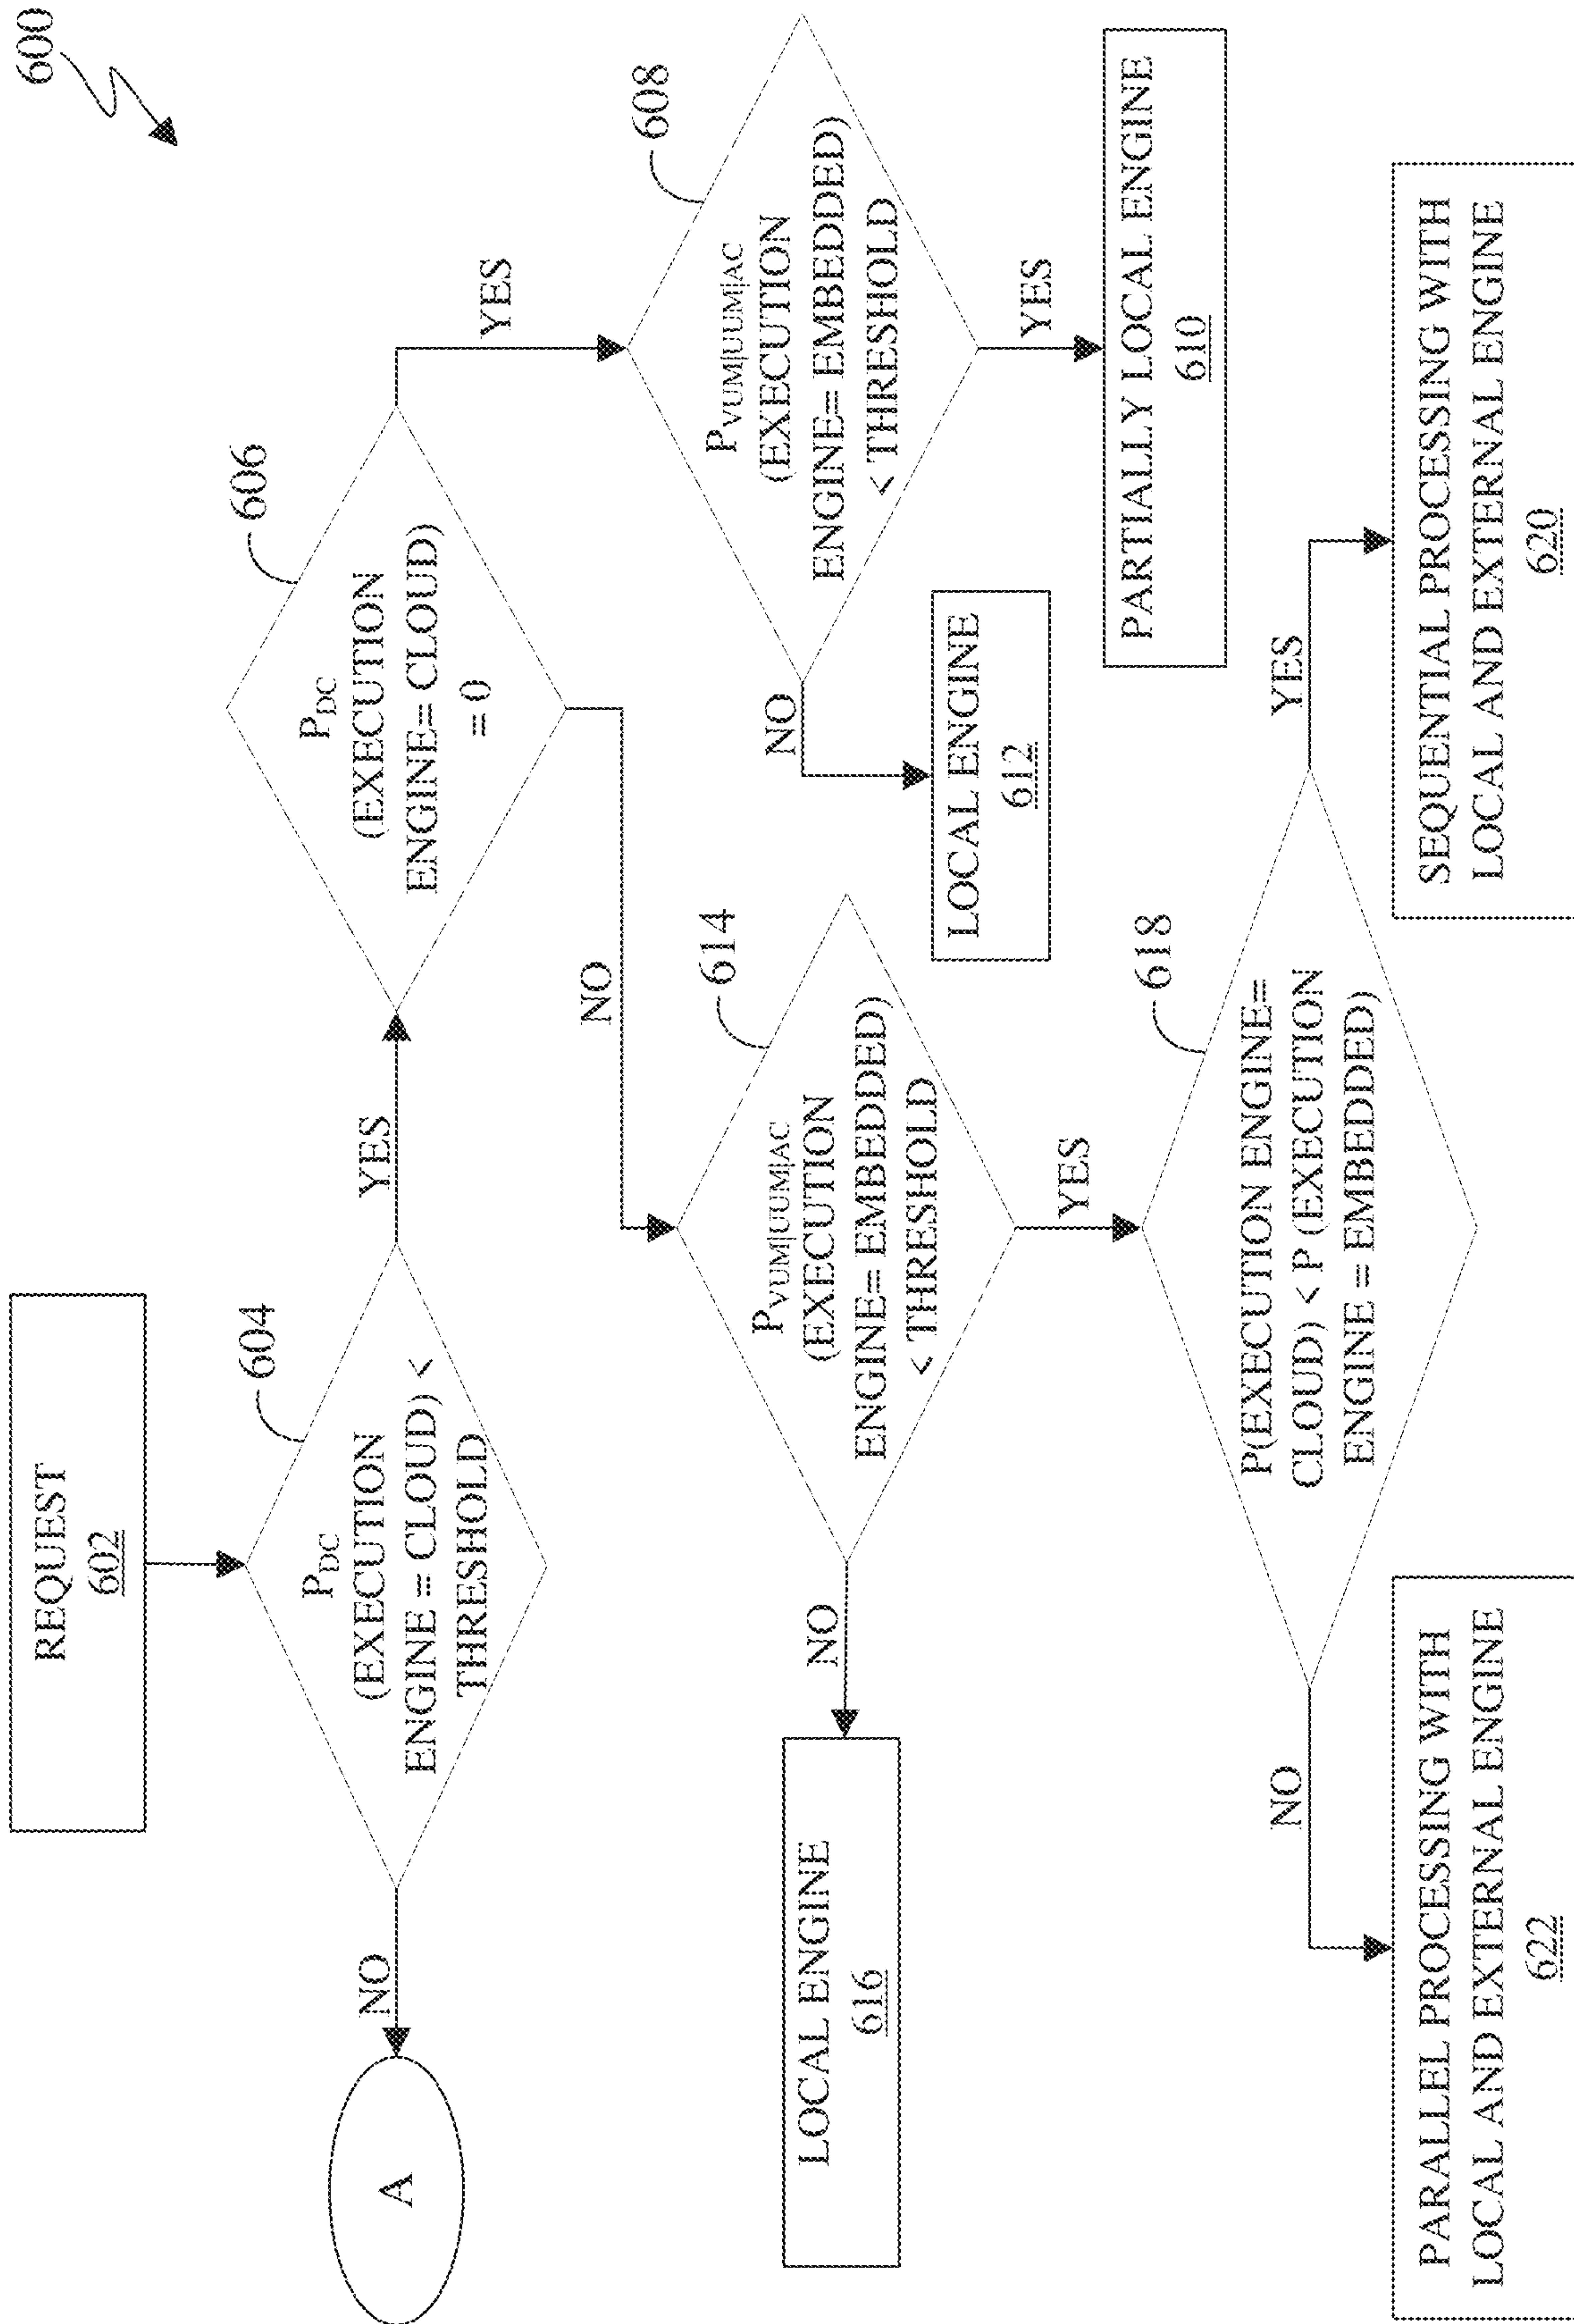 600
REQUEST
602
604
P_DC
(EXECUTION
ENGINE = CLOUD) <
THRESHOLD
NO
A
YES
606
P_DC
(EXECUTION
ENGINE= CLOUD)
= 0
YES
608
P_VUM|UUM|AC
(EXECUTION
ENGINE= EMBEDDED)
< THRESHOLD
YES
PARTIALLY LOCAL ENGINE
610
NO
LOCAL ENGINE
612
NO
614
P_VUM|UUM|AC
(EXECUTION
ENGINE= EMBEDDED)
< THRESHOLD
NO
LOCAL ENGINE
616
YES
618
P(EXECUTION ENGINE=
CLOUD) < P (EXECUTION
ENGINE = EMBEDDED)
YES
SEQUENTIAL PROCESSING WITH
LOCAL AND EXTERNAL ENGINE
620
NO
PARALLEL PROCESSING WITH
LOCAL AND EXTERNAL ENGINE
622